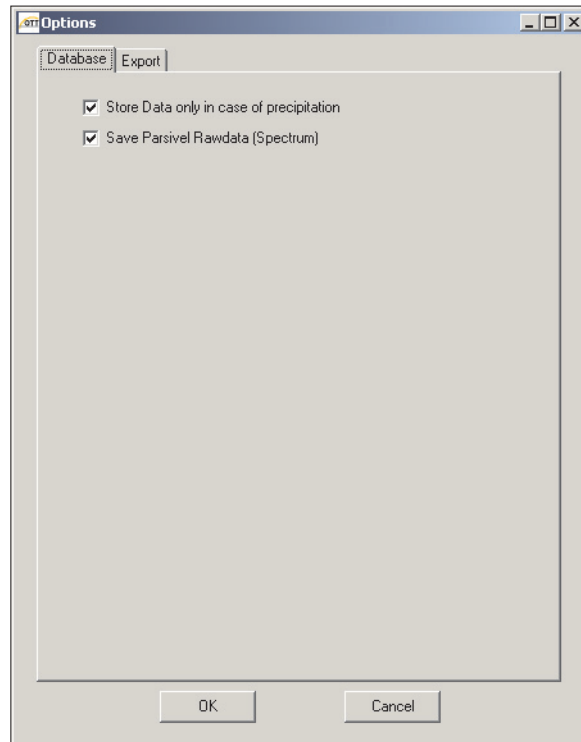 OTT Options
Database Export
Store Data only in case of precipitation
Save Parsivel Rawdata (Spectrum)
OK Cancel